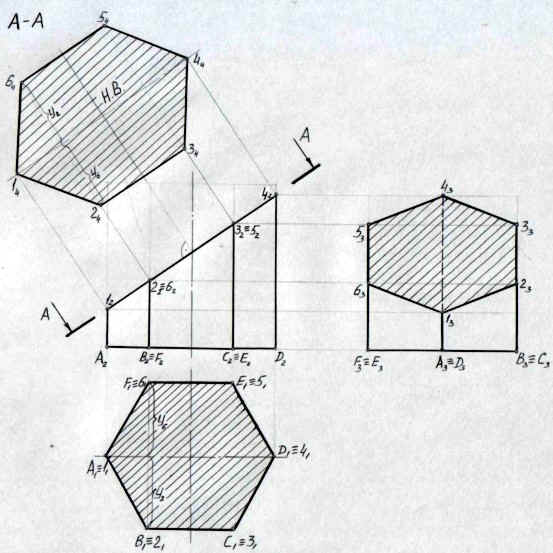 A-A
5₄
4₄
6₄
Н.В
y₂
y₆
1₄
2₄
3₄
A
4₂
3₂≡5₂
2₂≡6₂
1₂
A
A₂
B₂≡F₂
C₂≡E₂
D₂
4₃
5₃
3₃
6₃
2₃
1₃
F₃≡E₃
A₃≡D₃
B₃≡C₃
F₁≡6₁
E₁≡5₁
y₆
A₁≡1₁
D₁≡4₁
y₂
B₁≡2₁
C₁≡3₁